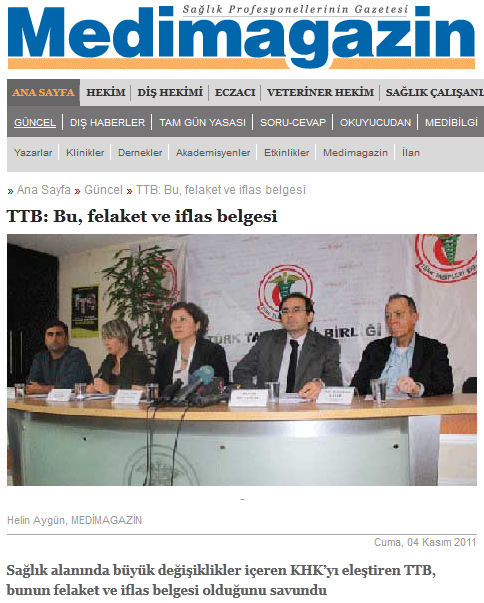 Sağlık Profesyonellerinin Gazetesi
Medimagazin
ANA SAYFA HEKİM DİŞ HEKİMİ ECZACI VETERİNER HEKİM SAĞLIK ÇALIŞANL
GÜNCEL DIŞ HABERLER TAM GÜN YASASI SORU-CEVAP OKUYUCUDAN MEDİBİLGİ
Yazarlar Klinikler Dernekler Akademisyenler Etkinlikler Medimagazin İlan
» Ana Sayfa » Güncel » TTB: Bu, felaket ve iflas belgesi
TTB: Bu, felaket ve iflas belgesi
TÜRK TA BİRLİĞİ
-
Helin Aygün, MEDİMAGAZİN
Cuma, 04 Kasım 2011
Sağlık alanında büyük değişiklikler içeren KHK’yı eleştiren TTB,
bunun felaket ve iflas belgesi olduğunu savundu